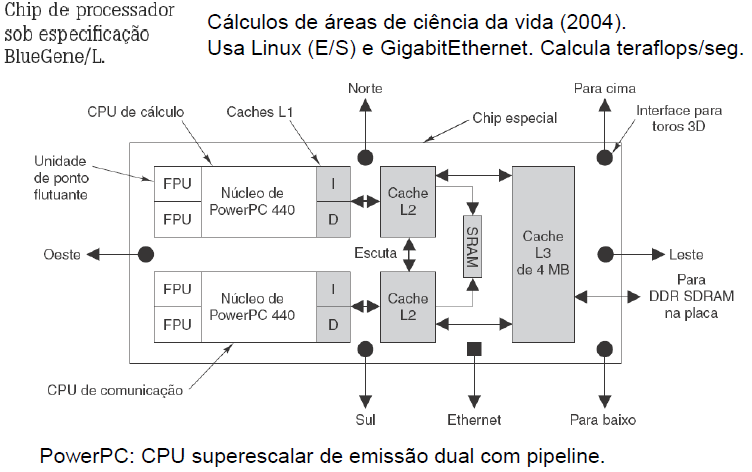 Chip de processador
sob especificação
BlueGene/L.
Cálculos de áreas de ciência da vida (2004).
Usa Linux (E/S) e GigabitEthernet. Calcula teraflops/seg.
Norte
Para cima
CPU de cálculo
Caches L1
Chip especial
Interface para
toros 3D
Unidade
de ponto
flutuante
FPU
FPU
Núcleo de
PowerPC 440
I
D
Cache
L2
SRAM
Cache
L3
de 4 MB
Oeste
Escuta
Leste
Para
DDR SDRAM
na placa
FPU
FPU
Núcleo de
PowerPC 440
I
D
Cache
L2
CPU de comunicação
Sul
Ethernet
Para baixo
PowerPC: CPU superescalar de emissão dual com pipeline.